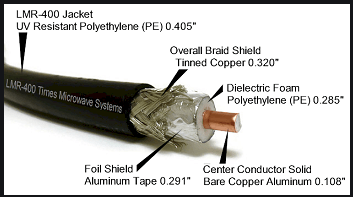 LMR-400 Jacket
UV Resistant Polyethylene (PE) 0.405"
Overall Braid Shield
Tinned Copper 0.320"
Dielectric Foam
Polyethylene (PE) 0.285"
LMR-400 Times Microwave Systems
Foil Shield
Aluminum Tape 0.291"
Center Conductor Solid
Bare Copper Aluminum 0.108"